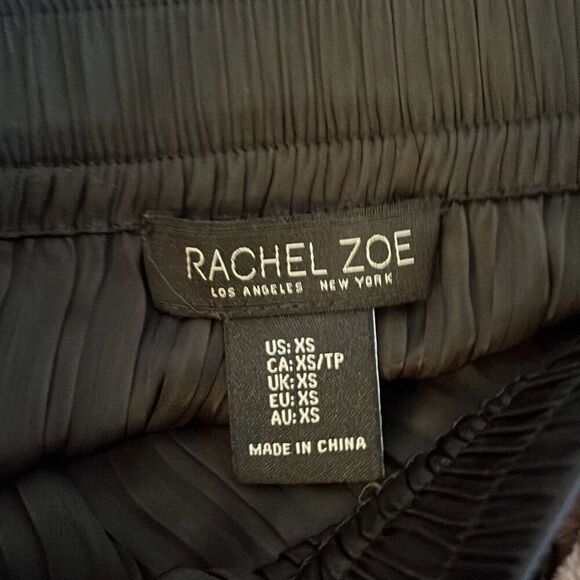 RACHEL ZOE
LOS ANGELES NEW YORK
US: XS
CA: XS/TP
UK: XS
EU: XS
AU: XS
MADE IN CHINA